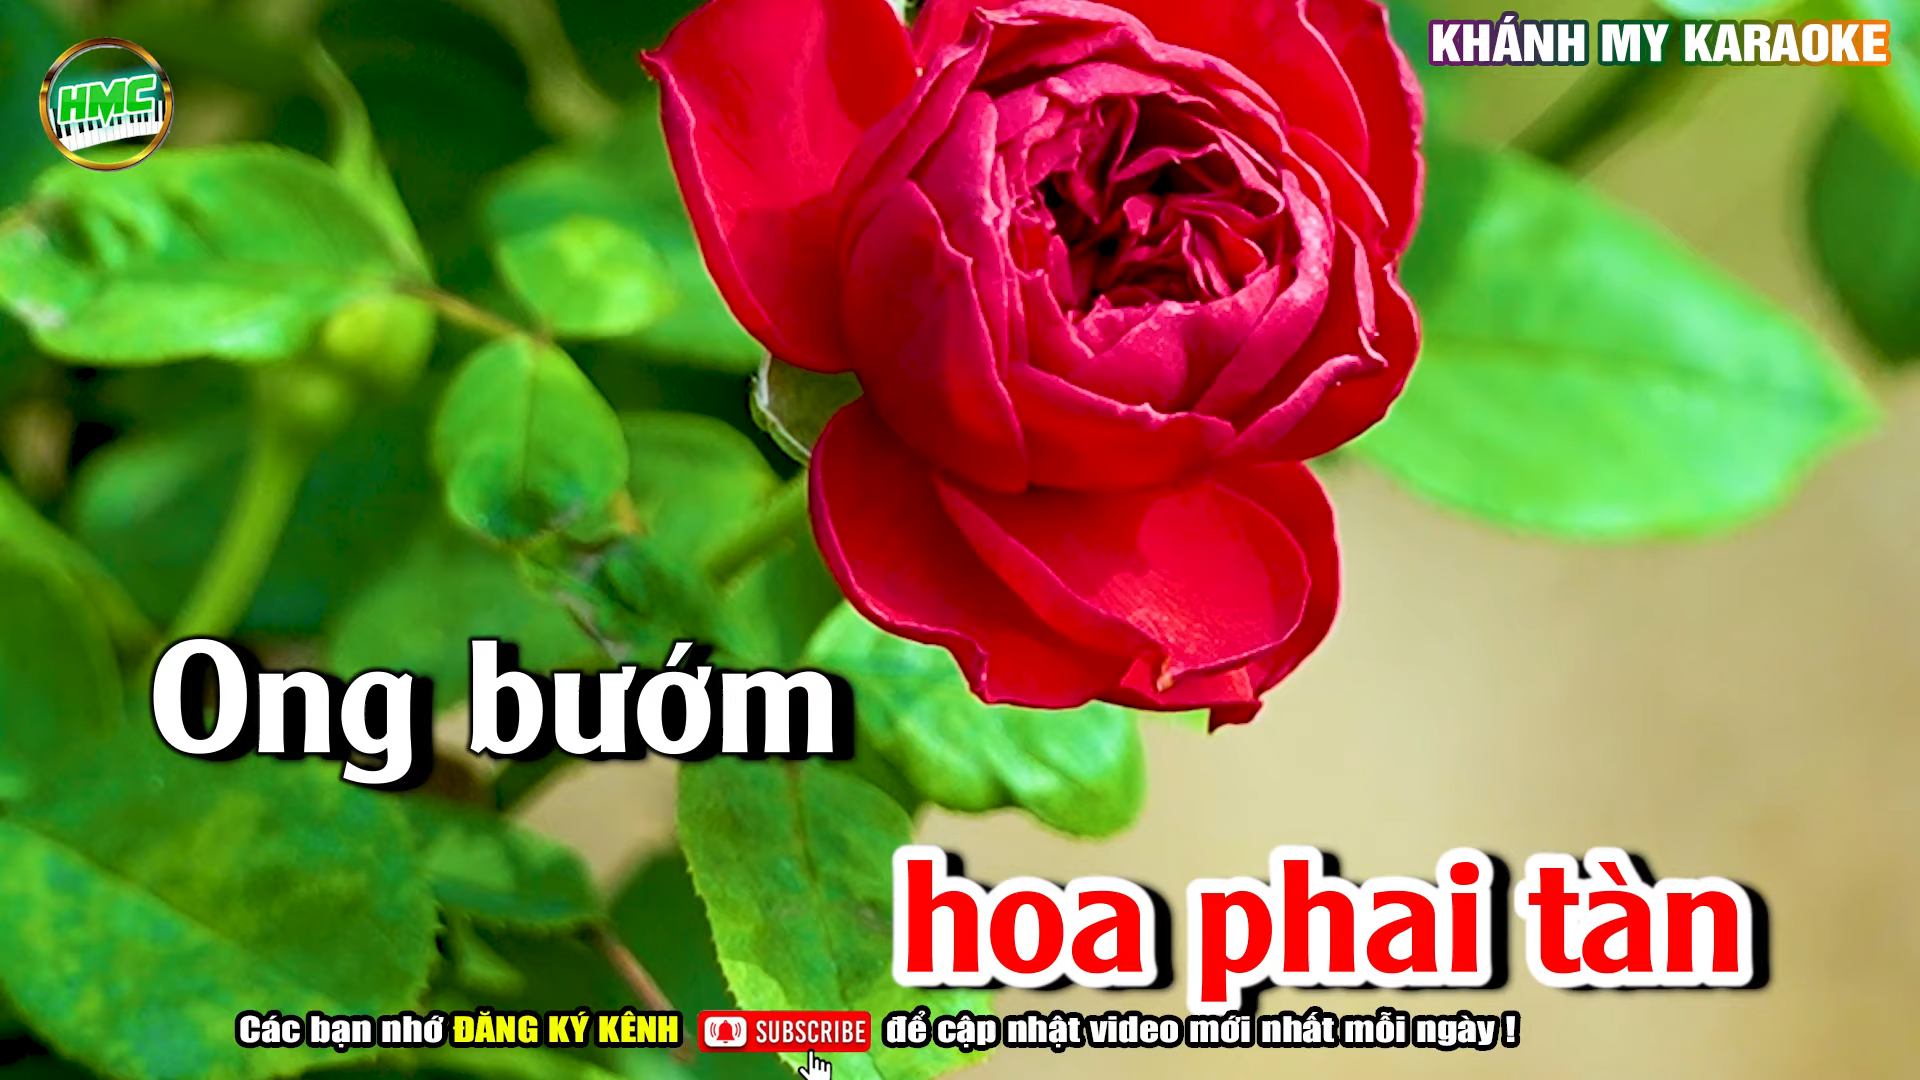 HMC
KHÁNH MY KARAOKE
Ong bướm
hoa phai tàn
Các bạn nhớ ĐĂNG KÝ KÊNH SUBSCRIBE để cập nhật video mới nhất mỗi ngày !